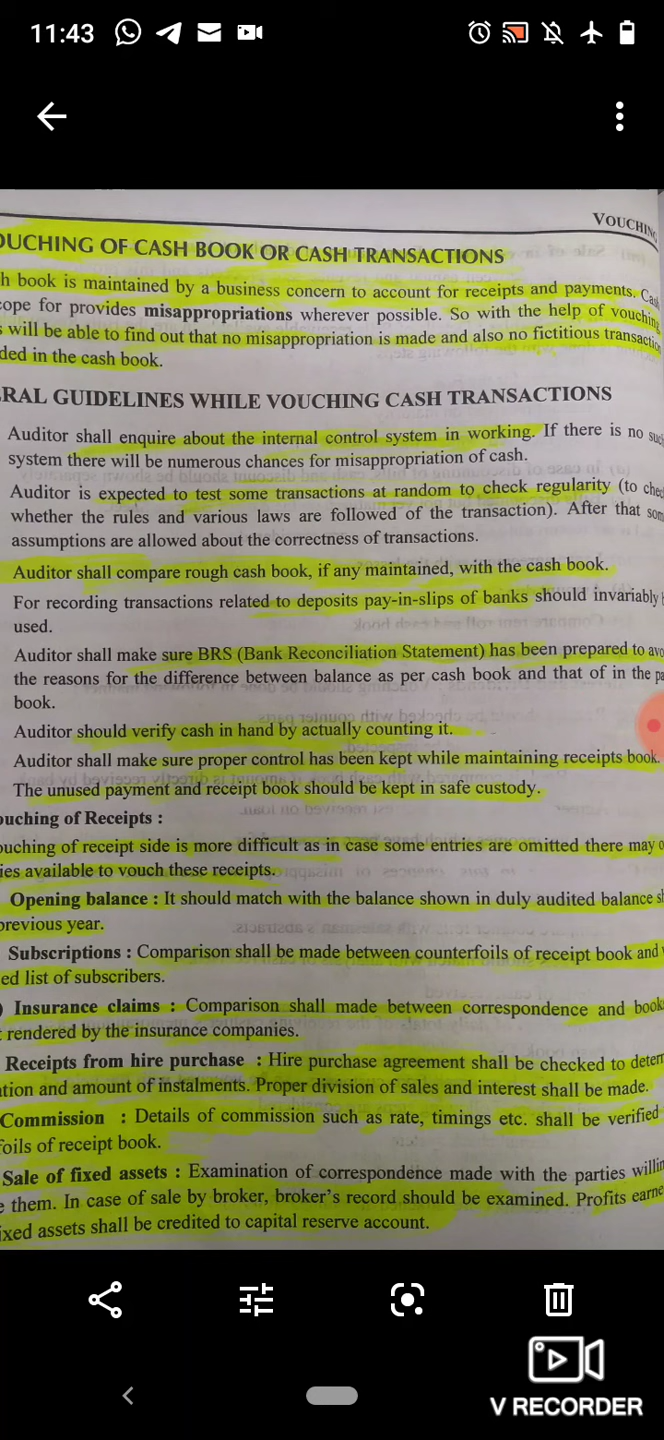 11:43
VOUCHING
OUCHING OF CASH BOOK OR CASH TRANSACTIONS
h book is maintained by a business concern to account for receipts and payments. Cas
cope for provides misappropriations wherever possible. So with the help of vouching
s will be able to find out that no misappropriation is made and also no fictitious transaction
ded in the cash book.
RAL GUIDELINES WHILE VOUCHING CASH TRANSACTIONS
Auditor shall enquire about the internal control system in working. If there is no such
system there will be numerous chances for misappropriation of cash.
Auditor is expected to test some transactions at random to check regularity (to chec
whether the rules and various laws are followed of the transaction). After that som
assumptions are allowed about the correctness of transactions.
Auditor shall compare rough cash book, if any maintained, with the cash book.
For recording transactions related to deposits pay-in-slips of banks should invariably
used.
Auditor shall make sure BRS (Bank Reconciliation Statement) has been prepared to avo
the reasons for the difference between balance as per cash book and that of in the pa
book.
Auditor should verify cash in hand by actually counting it.
Auditor shall make sure proper control has been kept while maintaining receipts book.
The unused payment and receipt book should be kept in safe custody.
ouching of Receipts :
ouching of receipt side is more difficult as in case some entries are omitted there may
ies available to vouch these receipts.
Opening balance : It should match with the balance shown in duly audited balance s
previous year.
Subscriptions : Comparison shall be made between counterfoils of receipt book and
ed list of subscribers.
) Insurance claims : Comparison shall made between correspondence and book
rendered by the insurance companies.
Receipts from hire purchase : Hire purchase agreement shall be checked to deter
tion and amount of instalments. Proper division of sales and interest shall be made.
Commission : Details of commission such as rate, timings etc. shall be verified
foils of receipt book.
Sale of fixed assets : Examination of correspondence made with the parties willin
e them. In case of sale by broker, broker's record should be examined. Profits earne
ixed assets shall be credited to capital reserve account.
V RECORDER